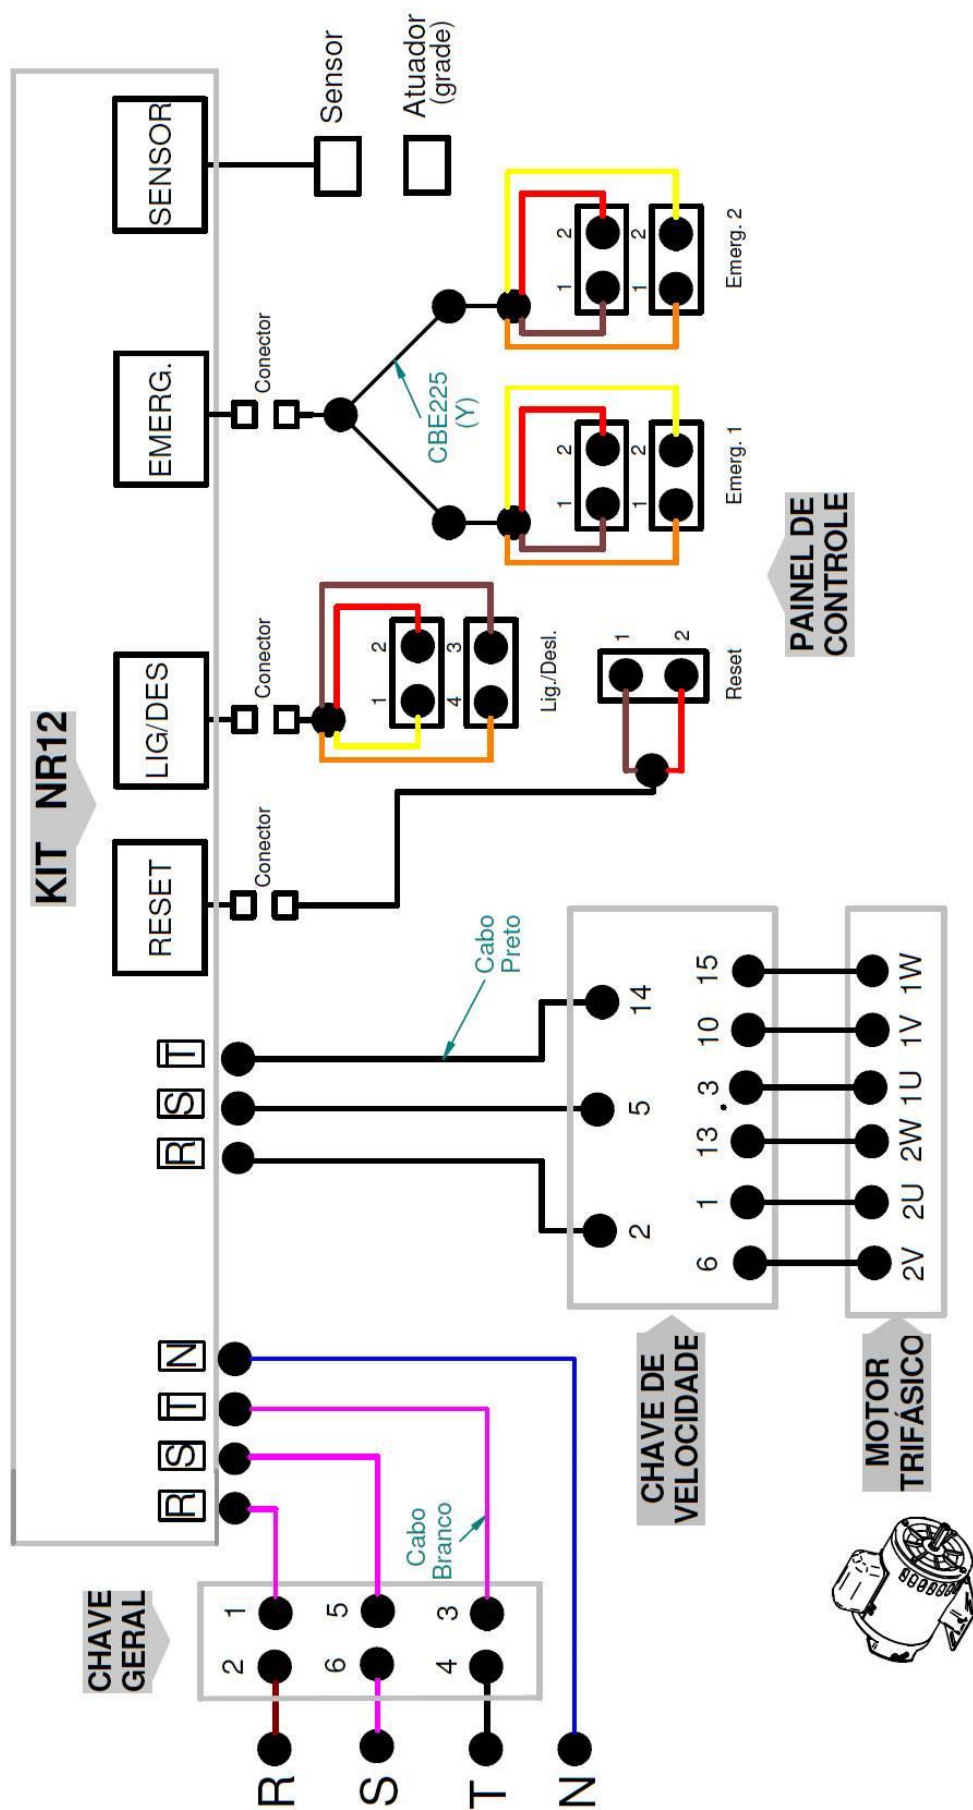 KIT NR12
RESET
LIG/DES
EMERG.
SENSOR
CHAVE
GERAL
R
S
T
N
R
S
T
Conector
Conector
Conector
Sensor
Atuador
(grade)
R
S
T
N
2
1
6
5
4
3
Cabo
Branco
Cabo
Preto
1
2
4
3
Lig./Desl.
CBE225
(Y)
1
2
1
2
Emerg. 1
1
2
1
2
Emerg. 2
1
2
Reset
PAINEL DE
CONTROLE
CHAVE DE
VELOCIDADE
2
5
14
6
1
13
3
10
15
MOTOR
TRIFÁSICO
2V
2U
2W
1U
1V
1W